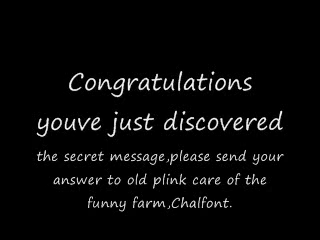 Congratulations
youve just discovered
the secret message,please send your
answer to old plink care of the
funny farm,Chalfont.